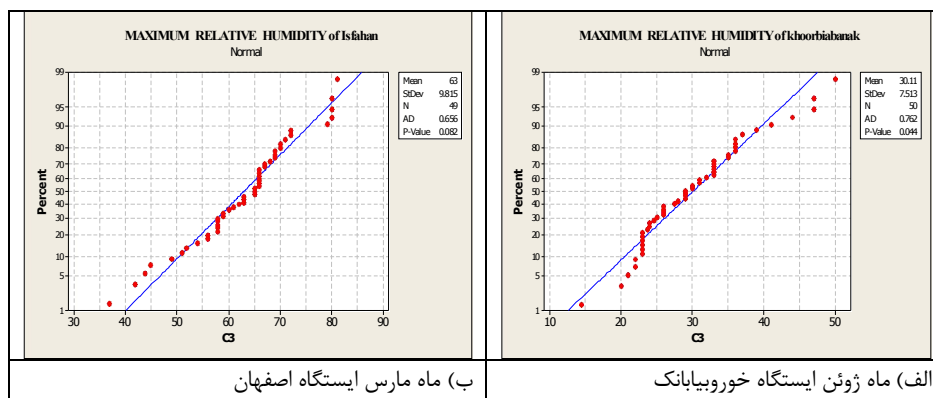 MAXIMUM RELATIVE HUMIDITY of Isfahan
Normal
Percent
99
95
90
80
70
60
50
40
30
20
10
5
1
30 40 50 60 70 80 90
C3
Mean 63
StDev 9.815
N 49
AD 0.656
P-Value 0.082
MAXIMUM RELATIVE HUMIDITY of khoorbiabanak
Normal
Percent
99
95
90
80
70
60
50
40
30
20
10
5
1
10 20 30 40 50
C3
Mean 30.11
StDev 7.513
N 50
AD 0.762
P-Value 0.044
الف) ماه ژوئن ایستگاه خوروبیابانک
ب) ماه مارس ایستگاه اصفهان